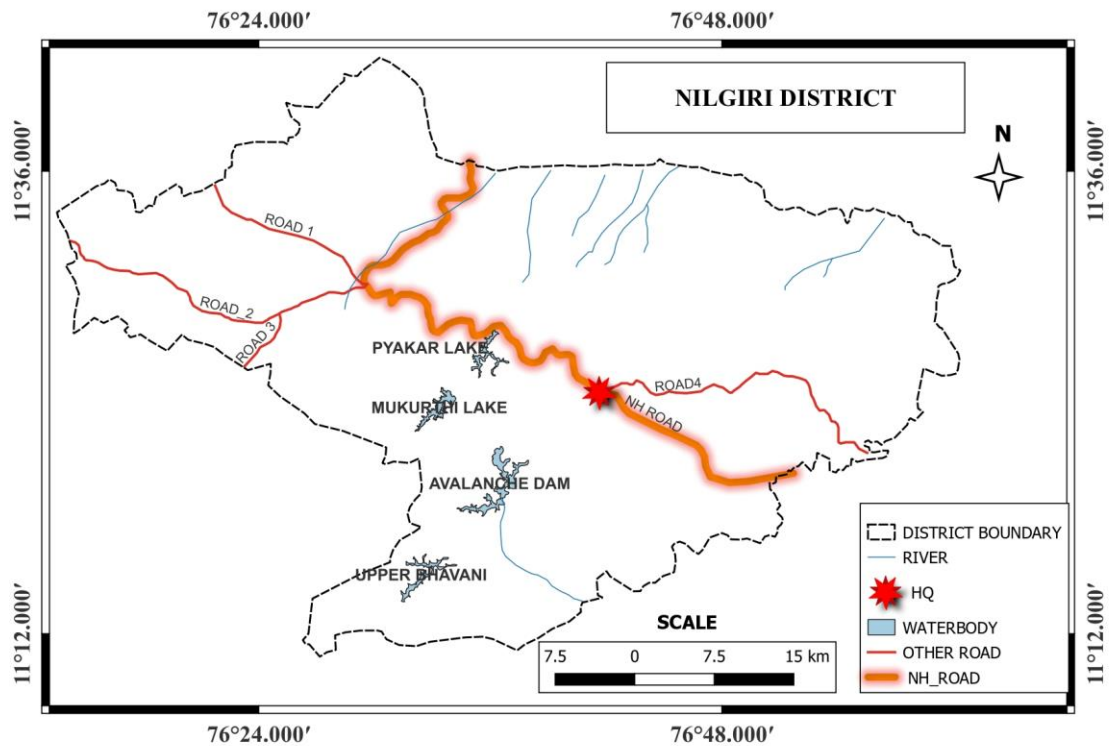 76°24.000′ 76°48.000′
NILGIRI DISTRICT
N
11°36.000′
11°36.000′
ROAD 1
ROAD_2
ROAD 3
PYAKAR LAKE
ROAD4
MUKURTHI LAKE
NH ROAD
AVALANCHE DAM
UPPER BHAVANI
DISTRICT BOUNDARY
RIVER
HQ
WATERBODY
OTHER ROAD
NH_ROAD
SCALE
7.5 0 7.5 15 km
11°12.000′
11°12.000′
76°24.000′ 76°48.000′